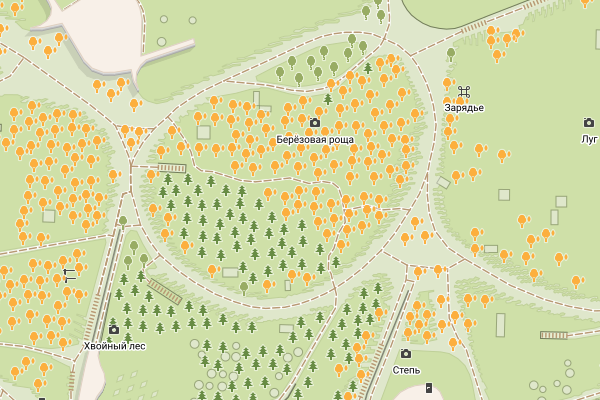 Зарядье
Берёзовая роща
Луг
Хвойный лес
Степь